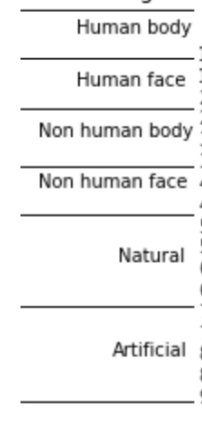 Human body
Human face
Non human body
Non human face
Natural
Artificial